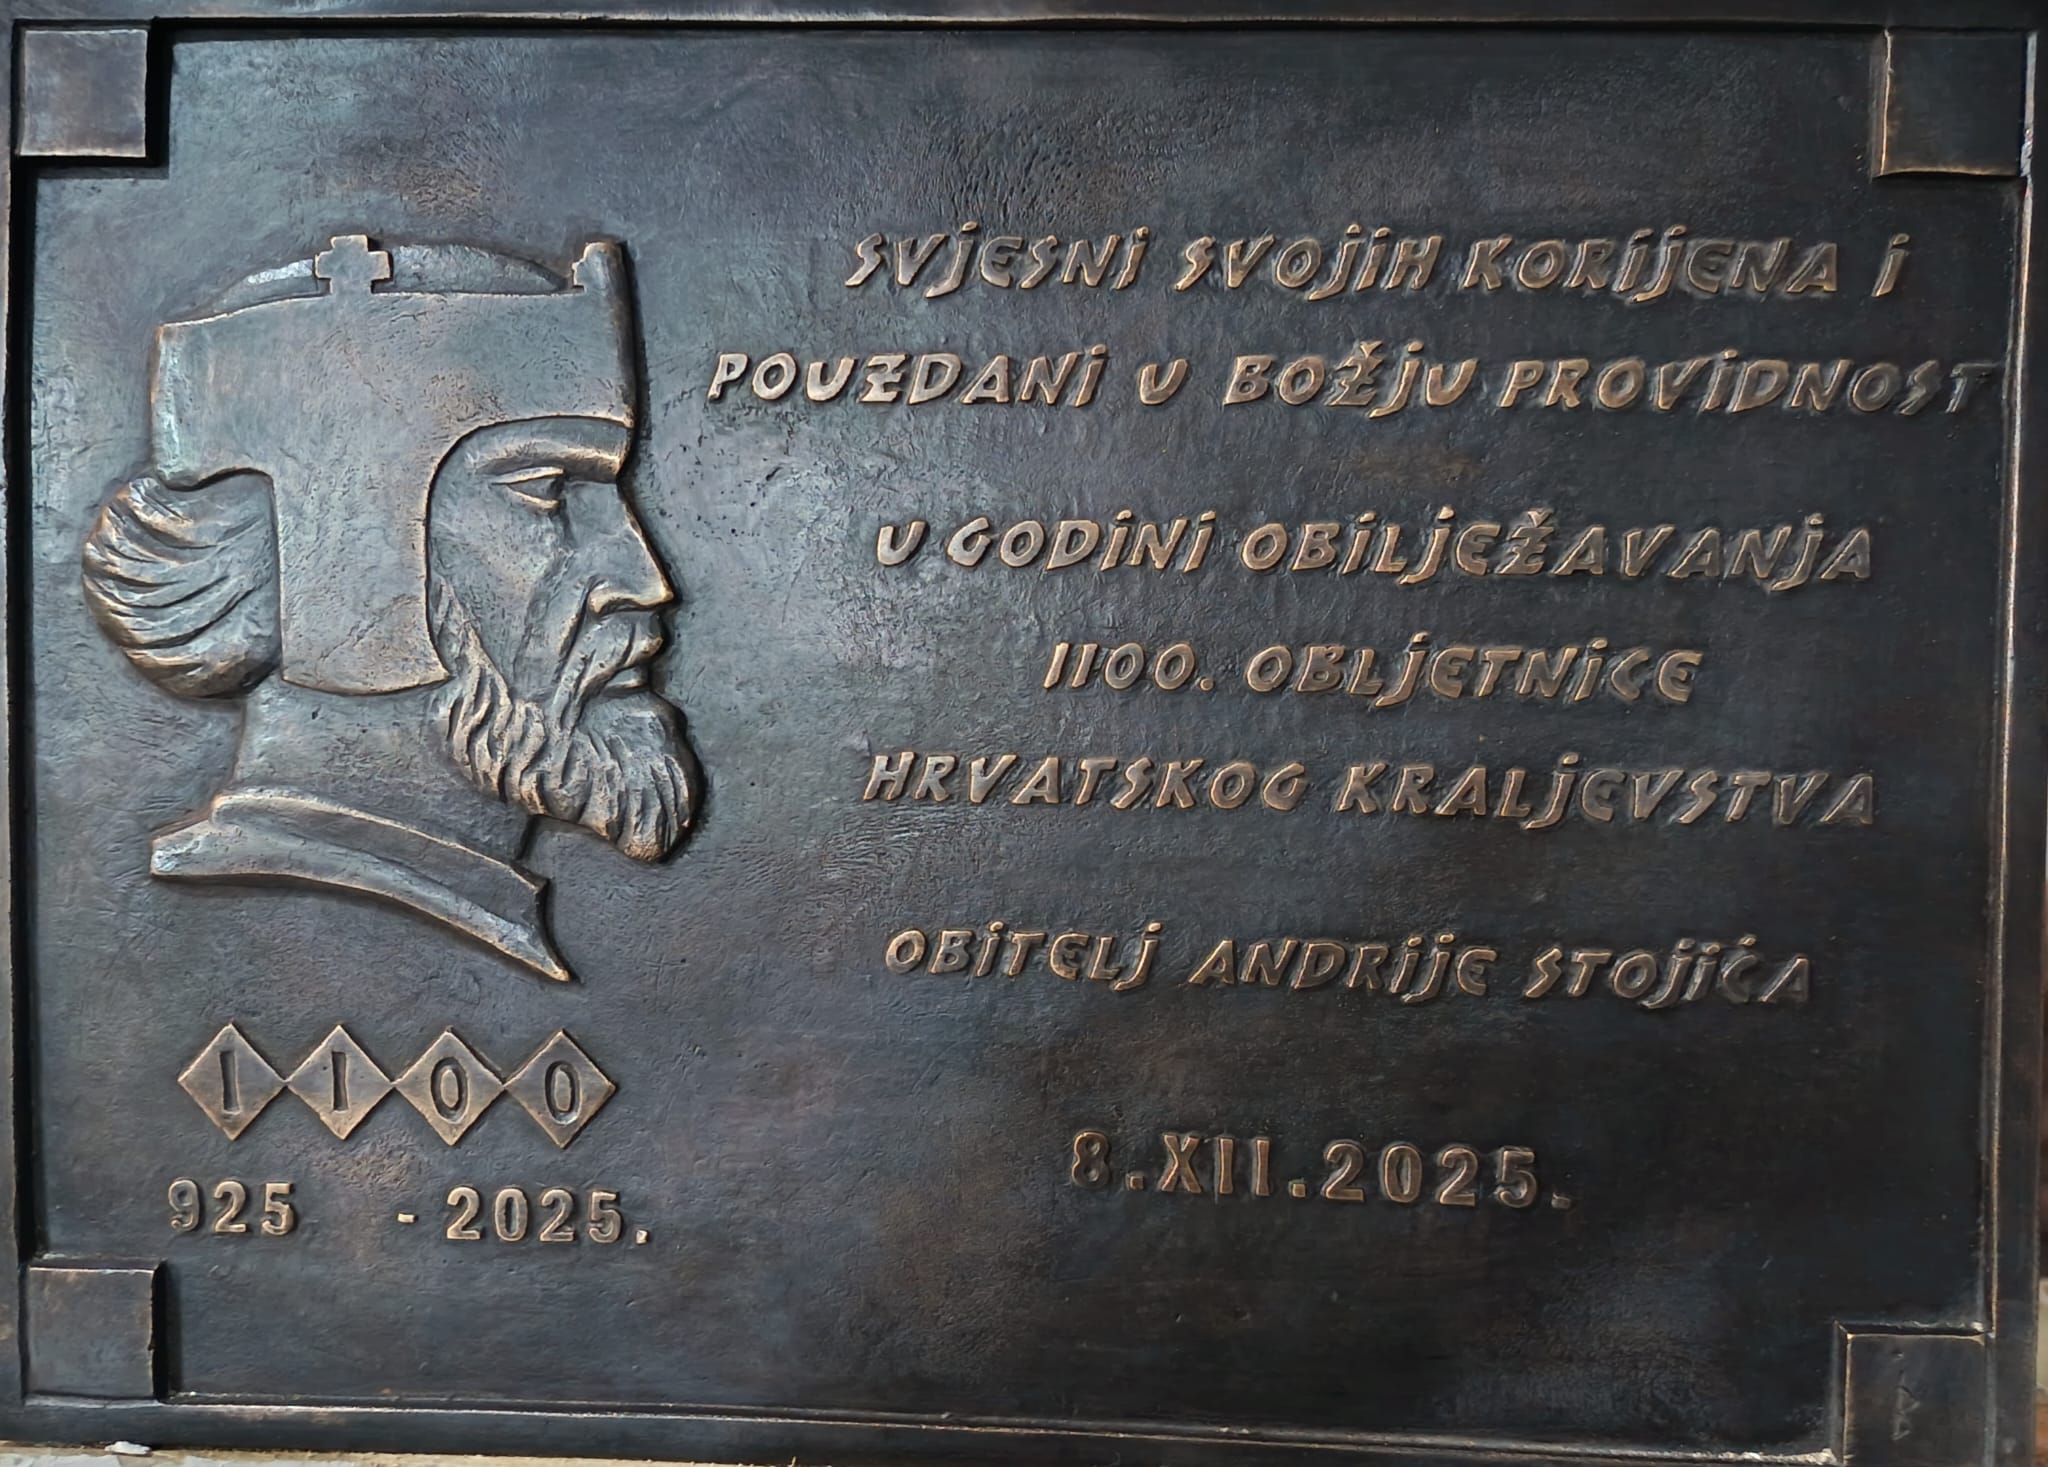 SVJESNI SVOJIH KORIJENA I
POUZDANI U BOŽJU PROVIDNOST
U GODINI OBILJEŽAVANJA
1100. OBLJETNICE
HRVATSKOG KRALJEVSTVA
OBITELJ ANDRIJE STOJIĆA
8.XII.2025.
1100
925 - 2025.